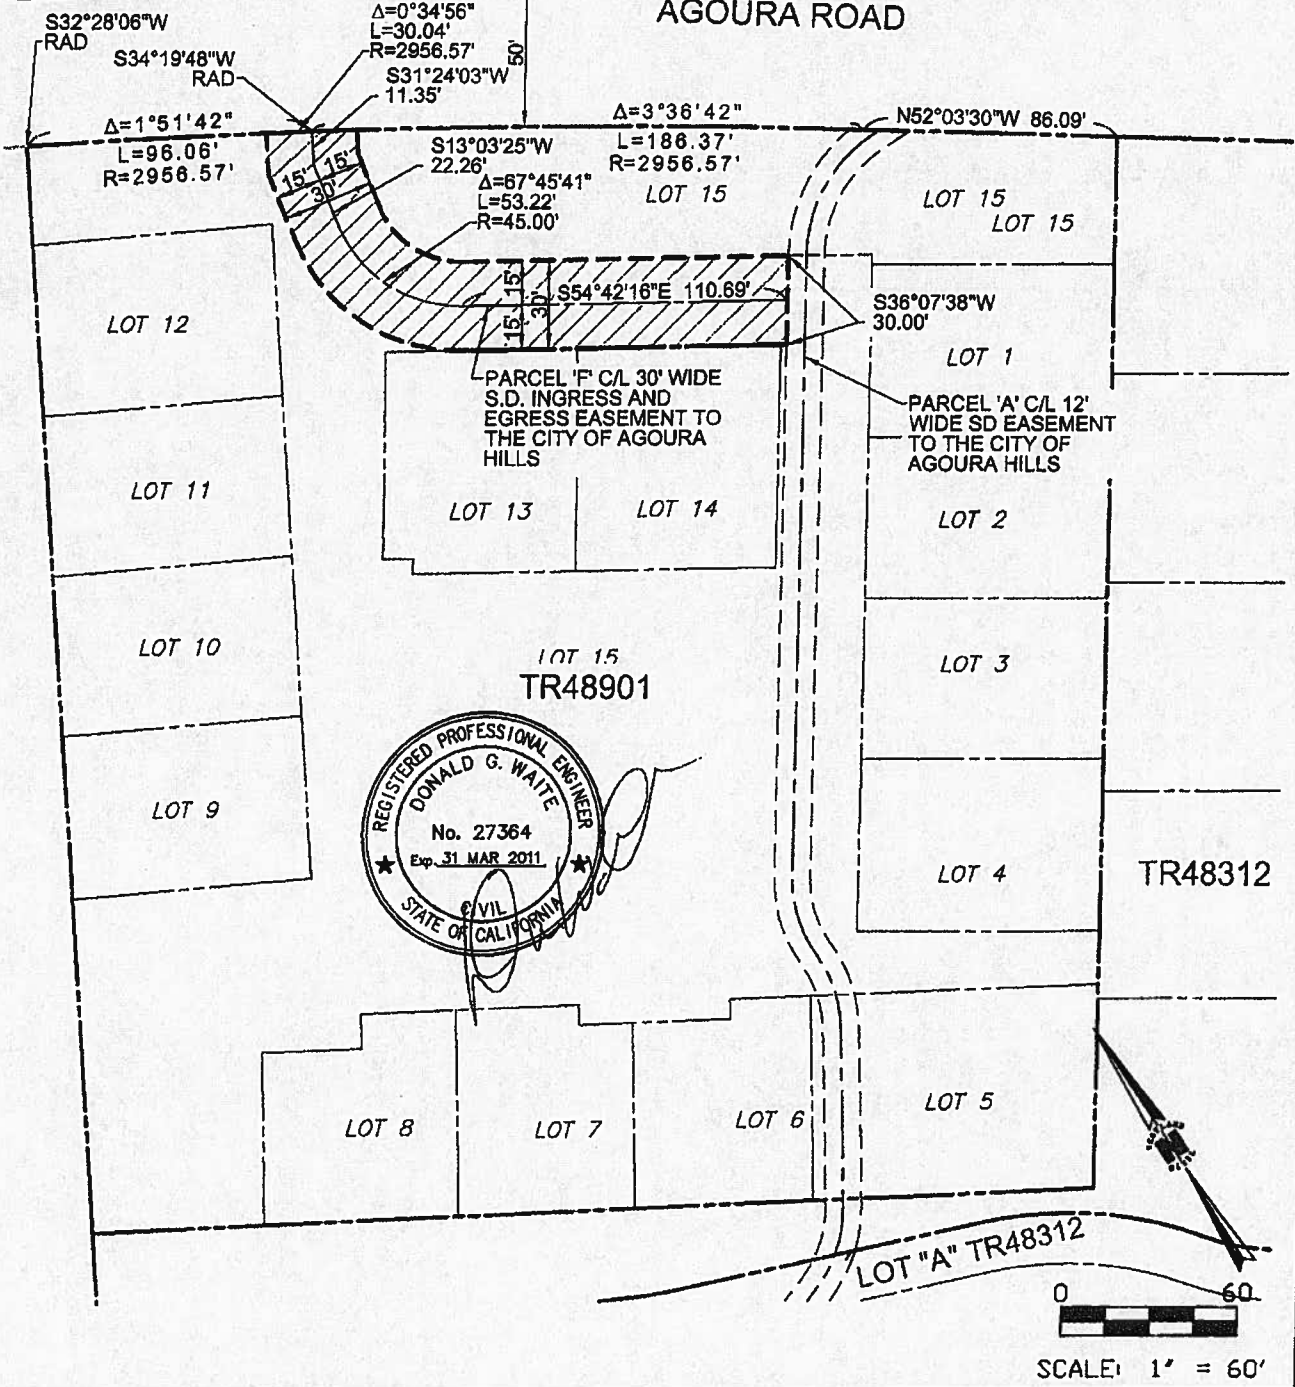 AGOURA ROAD
S32°28'06"W
RAD
S34°19'48"W
RAD
Δ=0°34'56"
L=30.04'
R=2956.57'
50'
S31°24'03"W
11.35'
Δ=1°51'42"
L=96.06'
R=2956.57'
S13°03'25"W
22.26'
Δ=67°45'41"
L=53.22'
R=45.00'
Δ=3°36'42"
L=186.37'
R=2956.57'
N52°03'30"W 86.09'
15'
15'
30'
LOT 15
LOT 15
LOT 15
15'
15'
30'
S54°42'16"E 110.69'
S36°07'38"W
30.00'
LOT 12
LOT 1
PARCEL 'F' C/L 30' WIDE
S.D. INGRESS AND
EGRESS EASEMENT TO
THE CITY OF AGOURA
HILLS
PARCEL 'A' C/L 12'
WIDE SD EASEMENT
TO THE CITY OF
AGOURA HILLS
LOT 11
LOT 13
LOT 14
LOT 2
LOT 10
LOT 15
TR48901
LOT 3
REGISTERED PROFESSIONAL ENGINEER
DONALD G. WAITE
No. 27364
Exp. 31 MAR 2011
CIVIL
STATE OF CALIFORNIA
LOT 9
LOT 4
TR48312
LOT 8
LOT 7
LOT 6
LOT 5
N
LOT "A" TR48312
0 60
SCALE: 1" = 60'